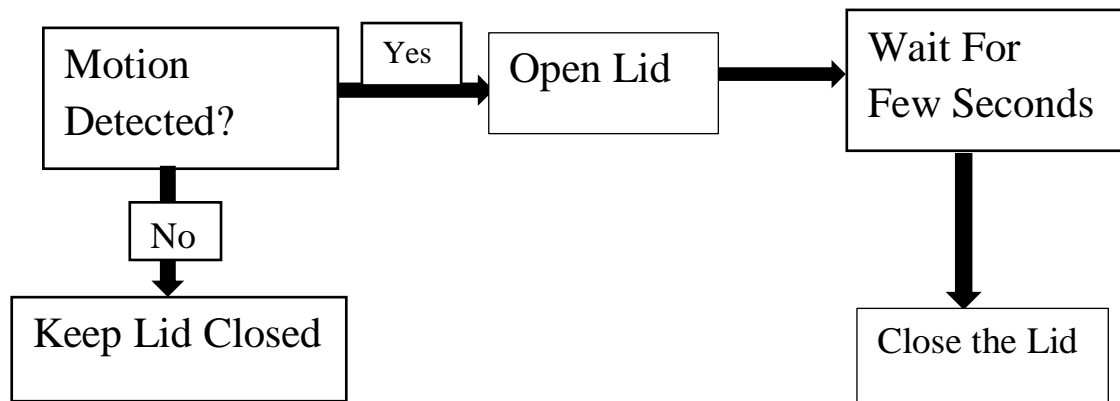 Motion
Detected?
Yes
Open Lid
Wait For
Few Seconds
No
Keep Lid Closed
Close the Lid